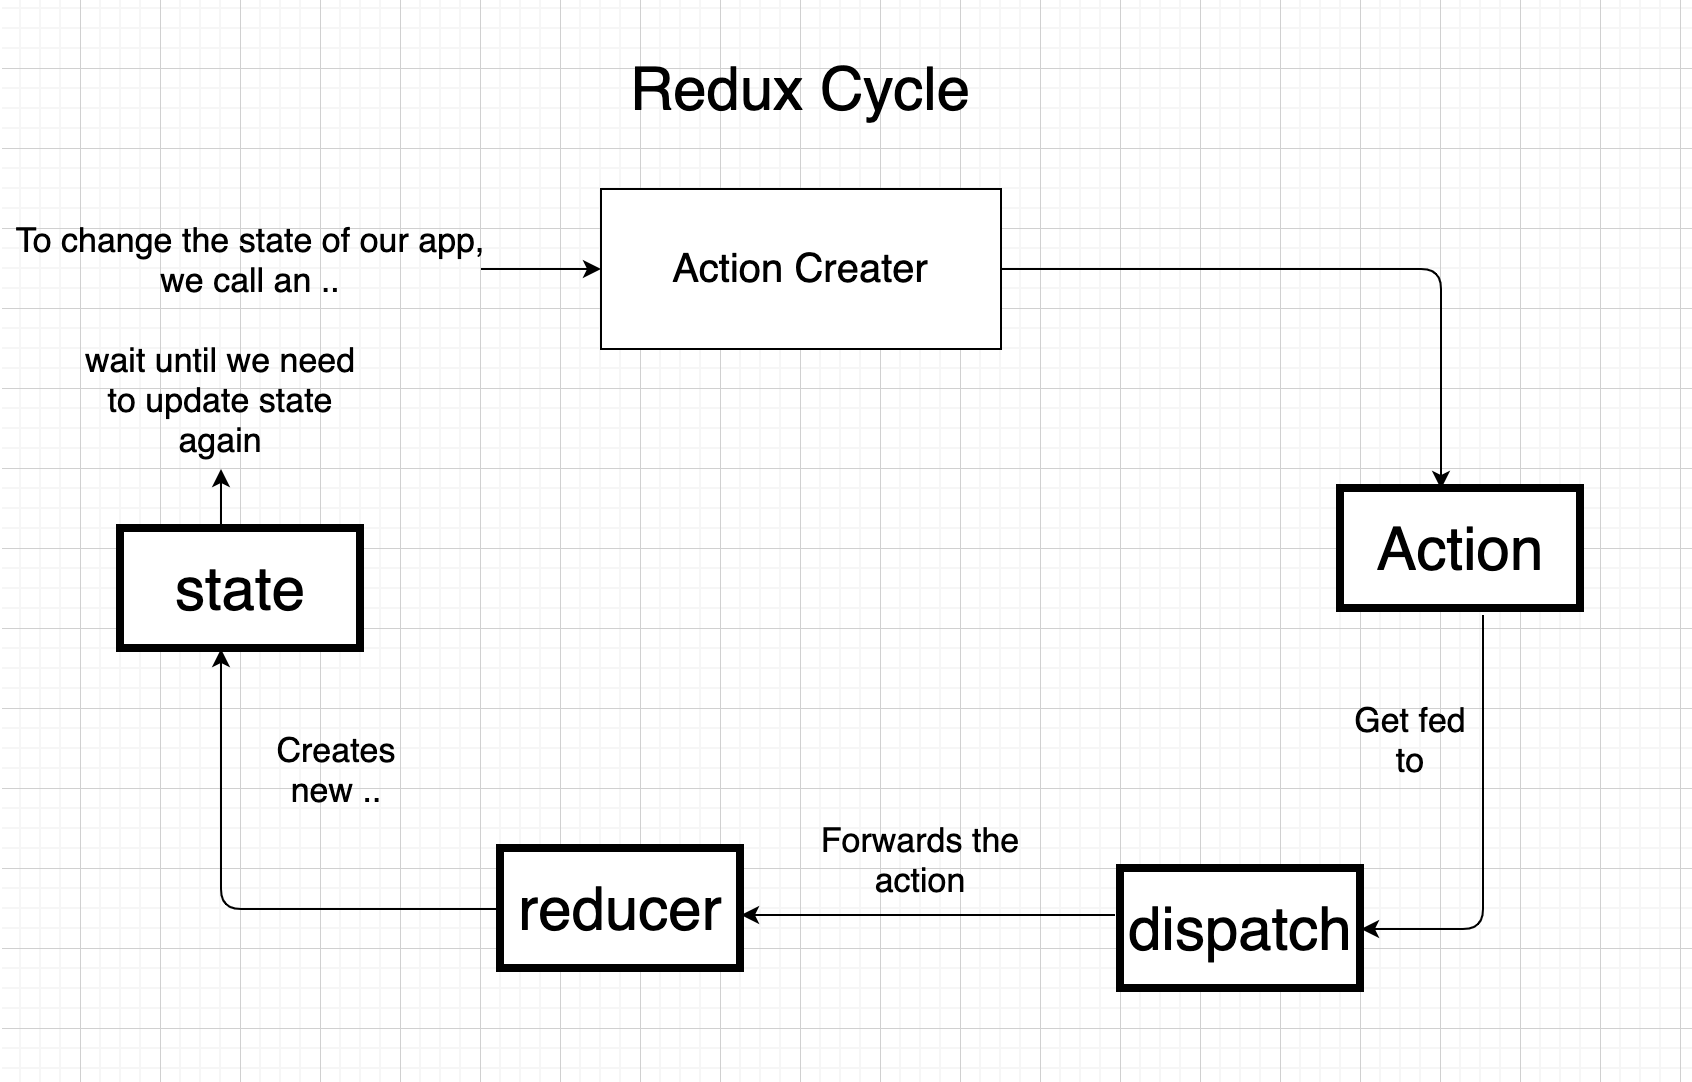 Redux Cycle
To change the state of our app,
we call an ..
Action Creater
wait until we need
to update state
again
state
Action
Get fed
to
Creates
new ..
Forwards the
action
reducer
dispatch